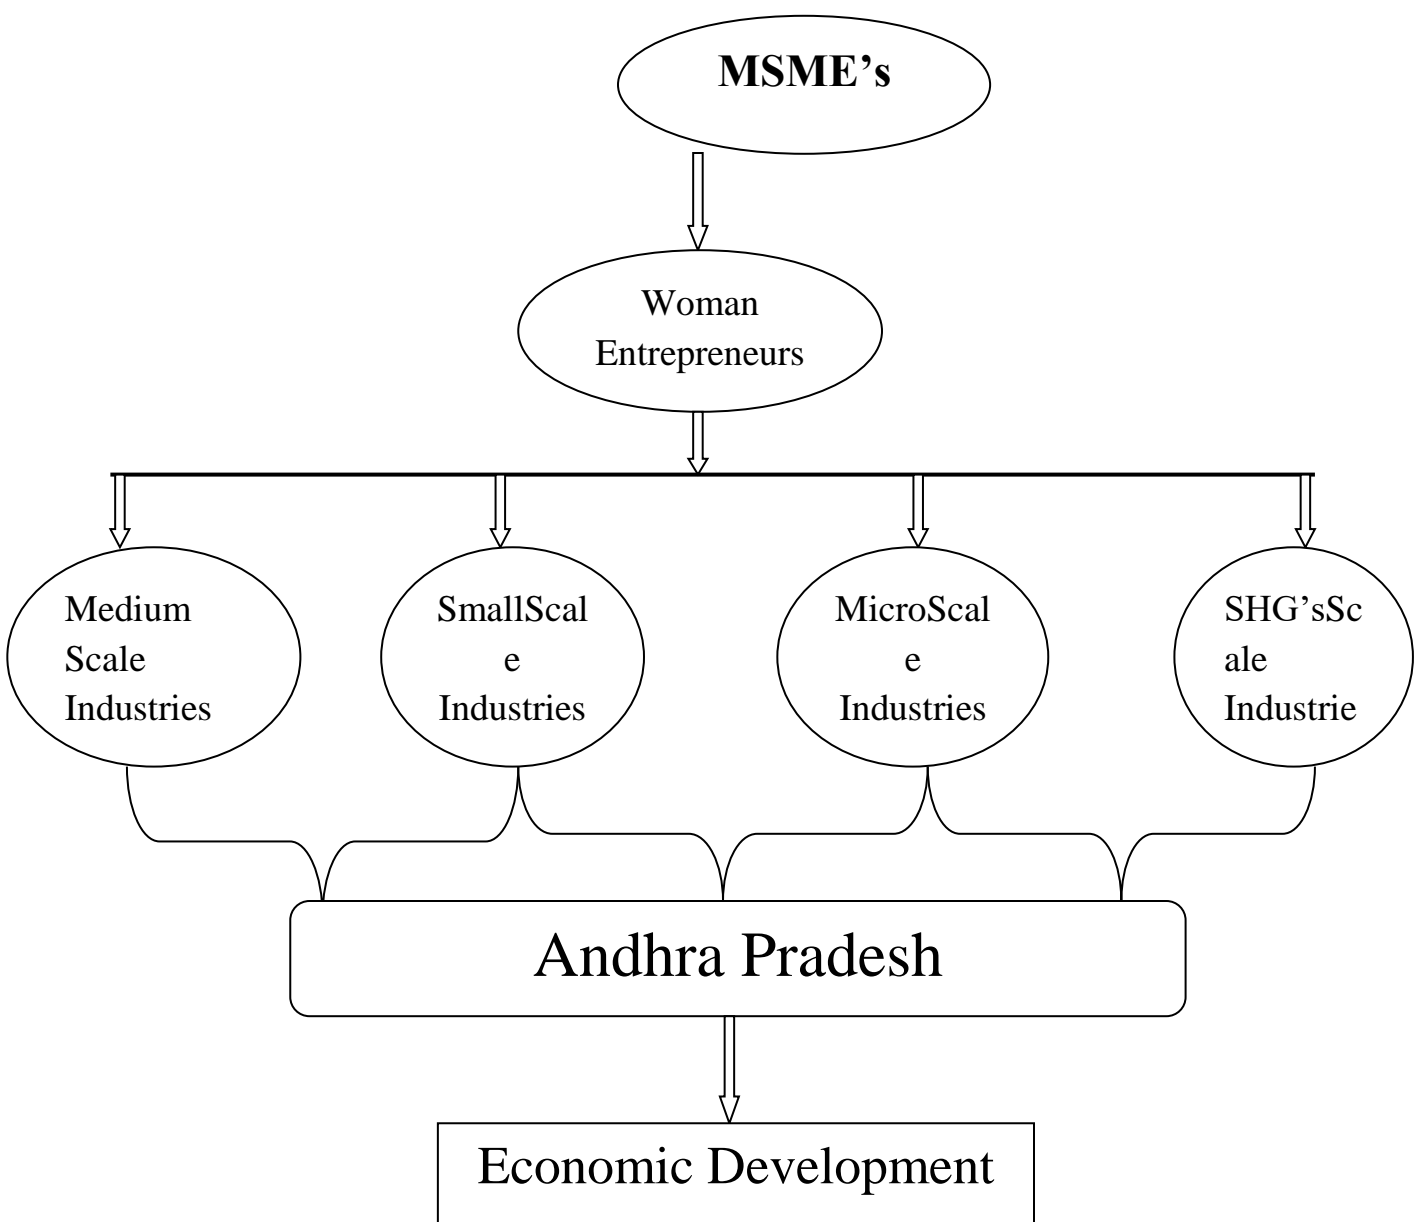 MSME’s
Woman
Entrepreneurs
Medium
Scale
Industries
SmallScal
e
Industries
MicroScal
e
Industries
SHG’sSc
ale
Industrie
Andhra Pradesh
Economic Development